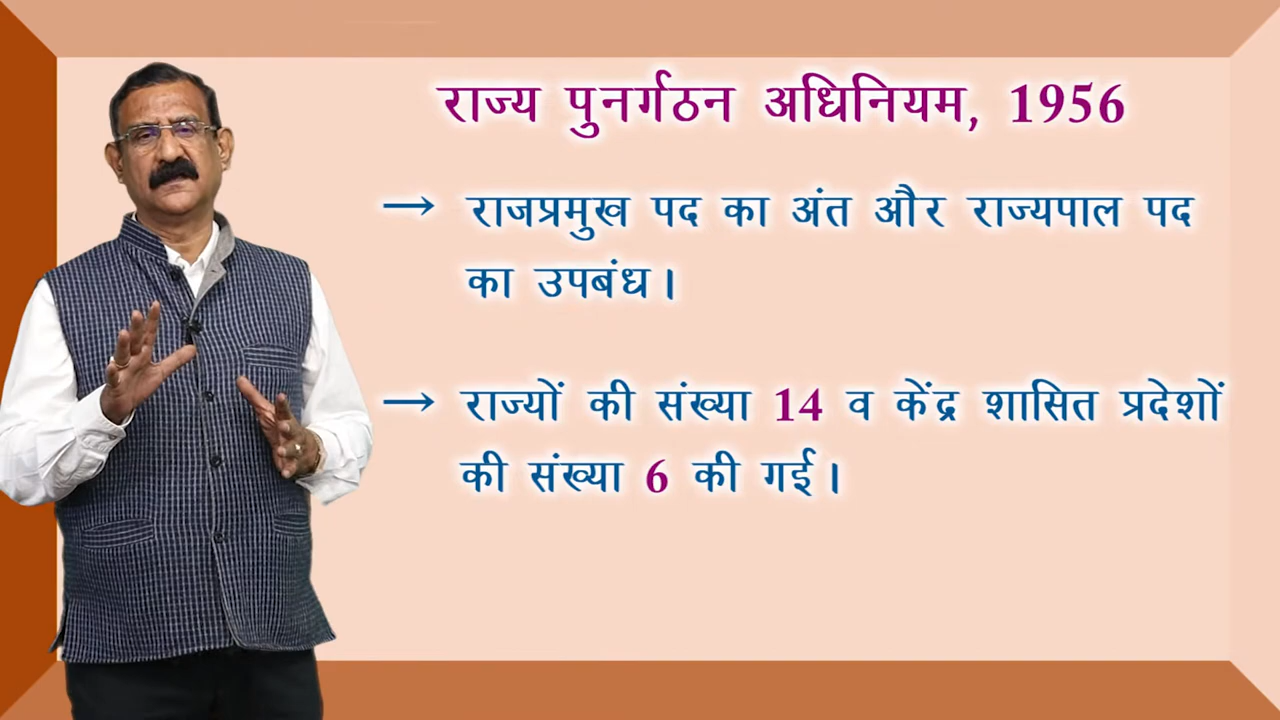 राज्य पुनर्गठन अधिनियम, 1956
→ राजप्रमुख पद का अंत और राज्यपाल पद
का उपबंध।
→ राज्यों की संख्या 14 व केंद्र शासित प्रदेशों
की संख्या 6 की गई।